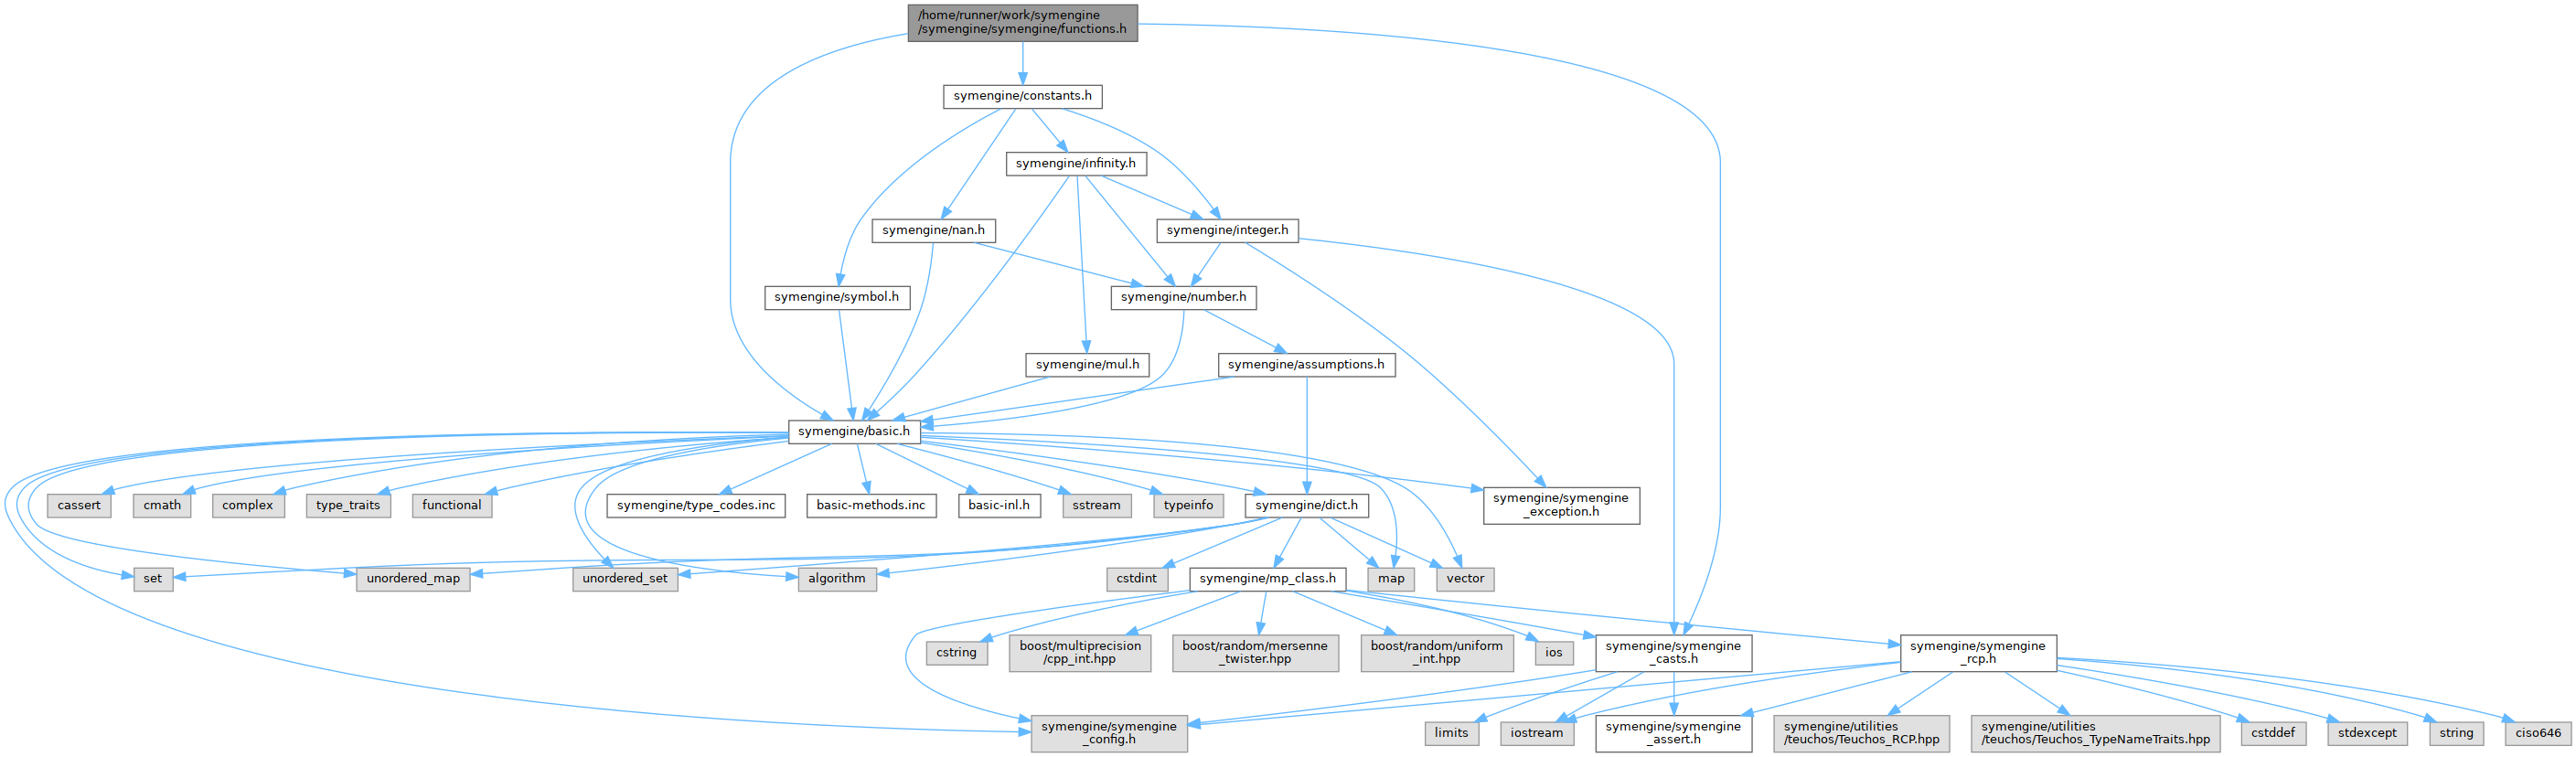 /home/runner/work/symengine
/symengine/symengine/functions.h
symengine/constants.h
symengine/infinity.h
symengine/nan.h
symengine/integer.h
symengine/symbol.h
symengine/number.h
symengine/mul.h
symengine/assumptions.h
symengine/basic.h
cassert
cmath
complex
type_traits
functional
symengine/type_codes.inc
basic-methods.inc
basic-inl.h
sstream
typeinfo
symengine/dict.h
symengine/symengine
_exception.h
set
unordered_map
unordered_set
algorithm
cstdint
symengine/mp_class.h
map
vector
cstring
boost/multiprecision
/cpp_int.hpp
boost/random/mersenne
_twister.hpp
boost/random/uniform
_int.hpp
ios
symengine/symengine
_casts.h
symengine/symengine
_rcp.h
symengine/symengine
_config.h
limits
iostream
symengine/symengine
_assert.h
symengine/utilities
/teuchos/Teuchos_RCP.hpp
symengine/utilities
/teuchos/Teuchos_TypeNameTraits.hpp
cstddef
stdexcept
string
ciso646